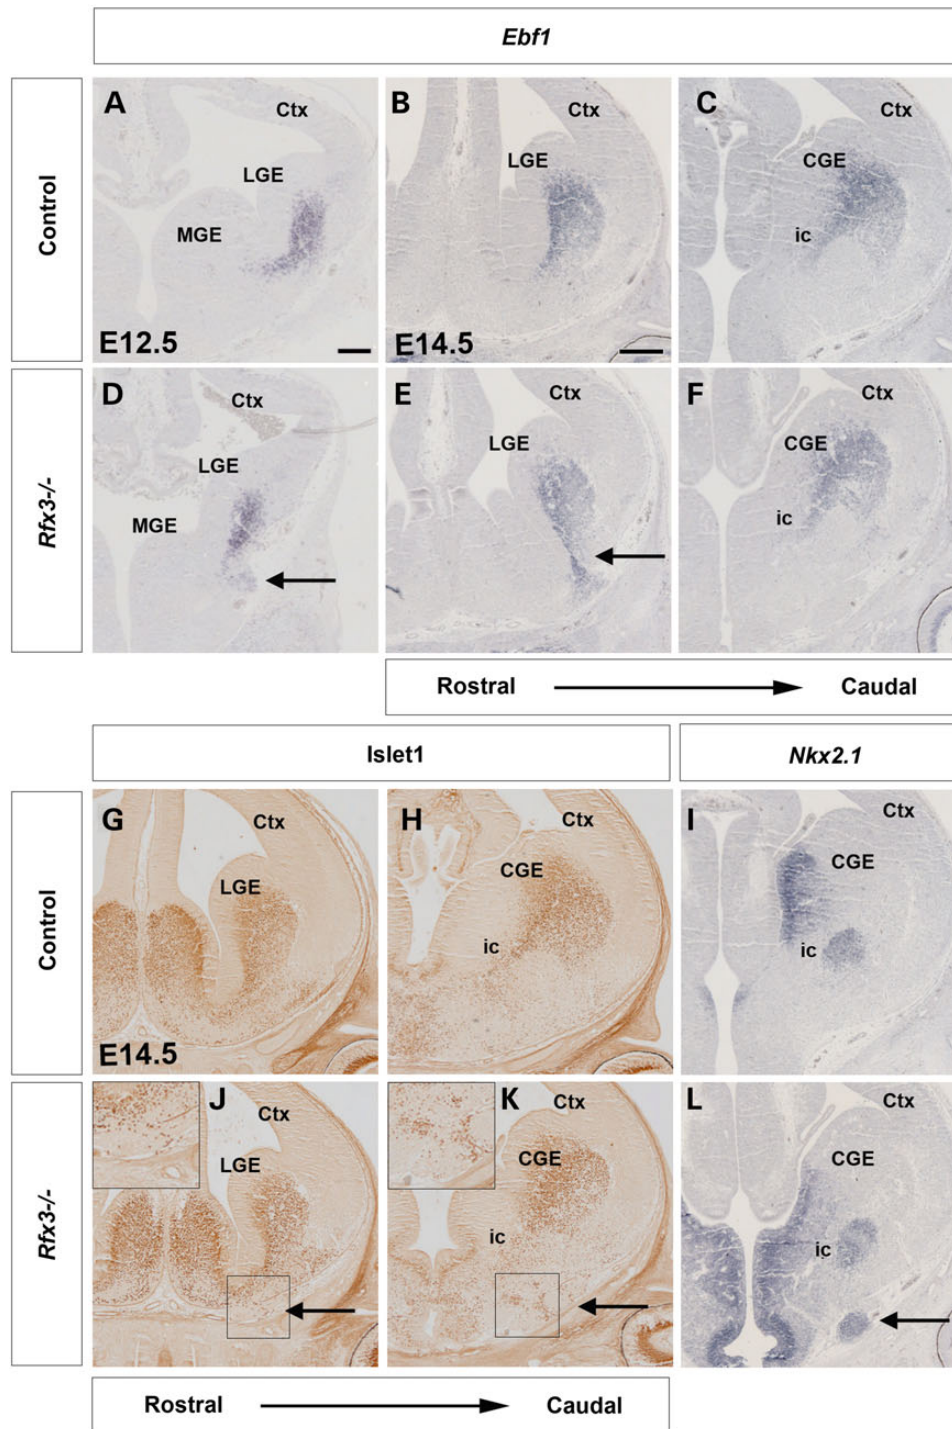 Ebf1
Control
A
Ctx
LGE
MGE
E12.5
B
Ctx
LGE
E14.5
C
Ctx
CGE
ic
Rfx3-/-
D
Ctx
LGE
MGE
E
Ctx
LGE
F
Ctx
CGE
ic
Rostral Caudal
Islet1
Nkx2.1
Control
G
Ctx
LGE
E14.5
H
Ctx
CGE
ic
I
Ctx
CGE
ic
Rfx3-/-
J
Ctx
LGE
K
Ctx
CGE
ic
L
Ctx
CGE
ic
Rostral Caudal